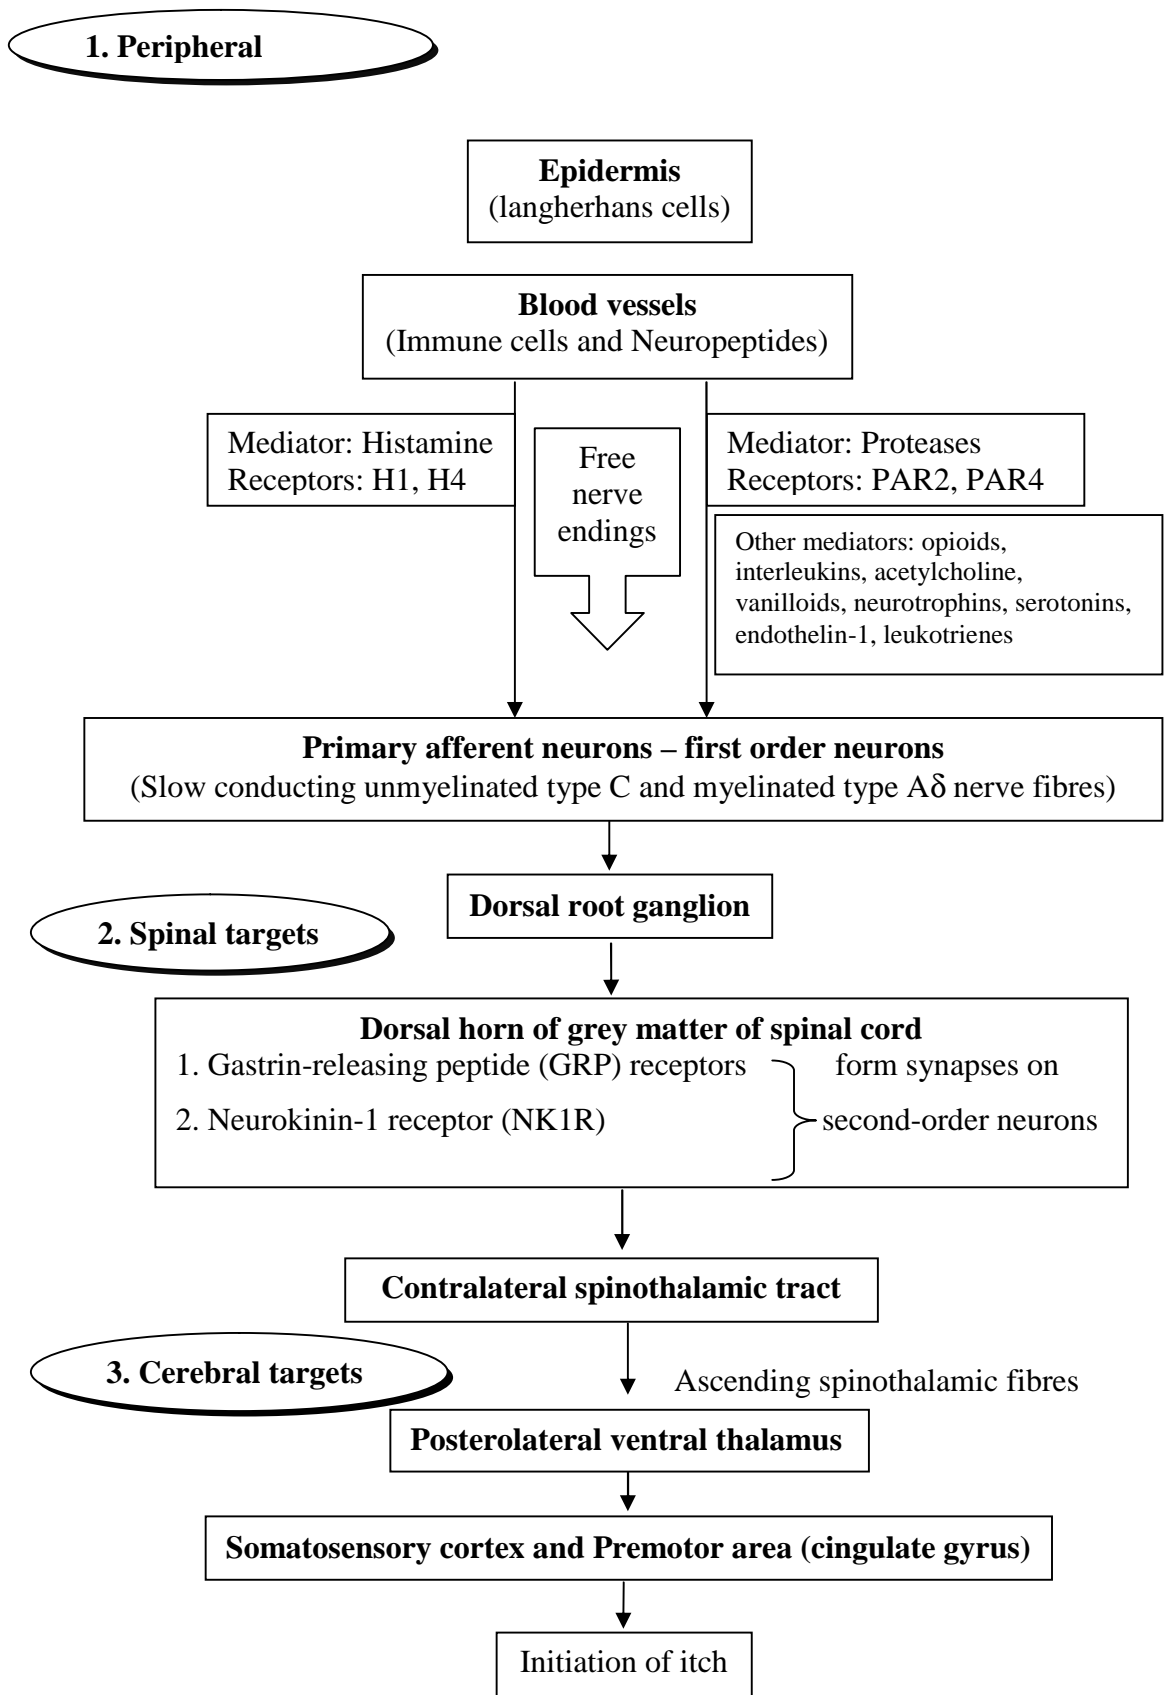 1. Peripheral
Epidermis
(langherhans cells)
Blood vessels
(Immune cells and Neuropeptides)
Mediator: Histamine
Receptors: H1, H4
Free
nerve
endings
Mediator: Proteases
Receptors: PAR2, PAR4
Other mediators: opioids,
interleukins, acetylcholine,
vanilloids, neurotrophins, serotonins,
endothelin-1, leukotrienes
Primary afferent neurons – first order neurons
(Slow conducting unmyelinated type C and myelinated type Aδ nerve fibres)
Dorsal root ganglion
2. Spinal targets
Dorsal horn of grey matter of spinal cord
1. Gastrin-releasing peptide (GRP) receptors
2. Neurokinin-1 receptor (NK1R)
form synapses on
second-order neurons
Contralateral spinothalamic tract
3. Cerebral targets
Ascending spinothalamic fibres
Posterolateral ventral thalamus
Somatosensory cortex and Premotor area (cingulate gyrus)
Initiation of itch